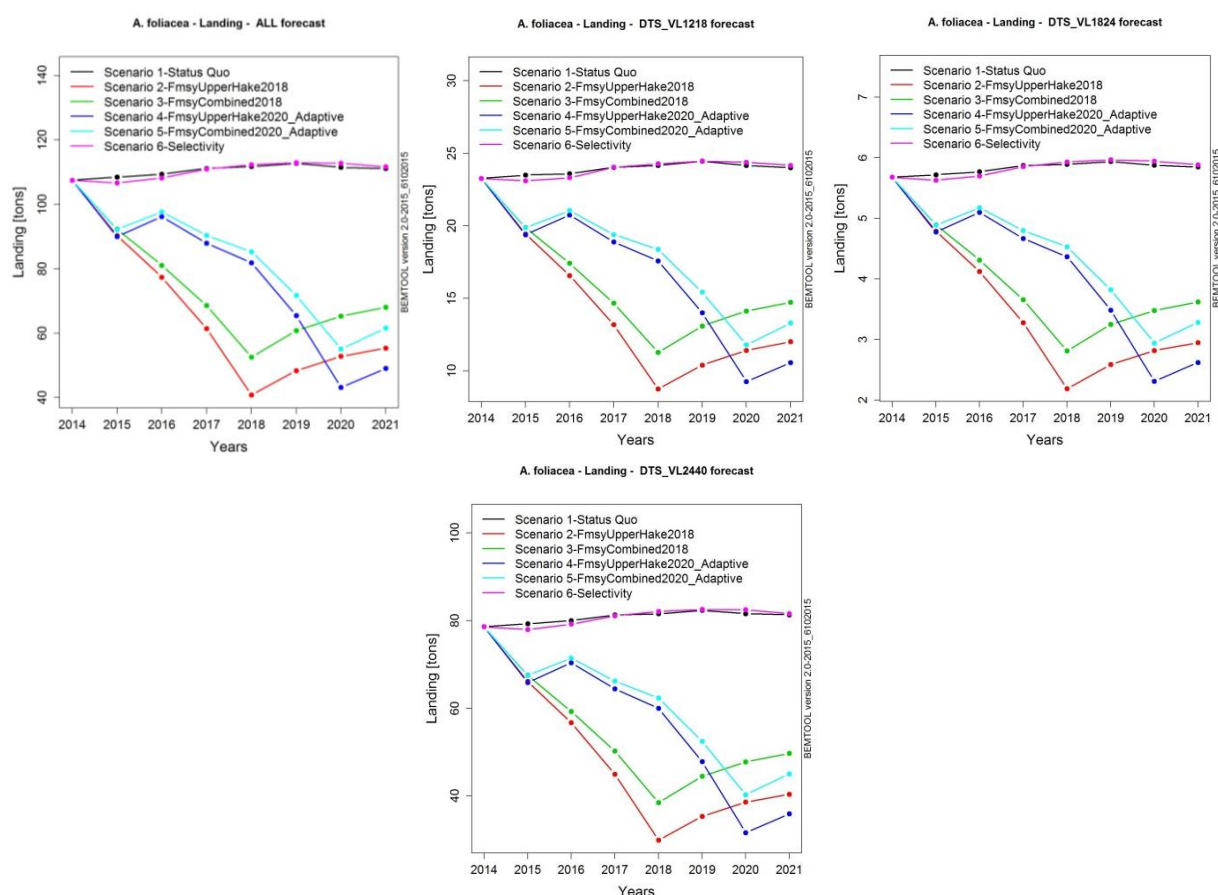 A. foliacea - Landing - ALL forecast
Scenario 1-Status Quo
Scenario 2-FmsyUpperHake2018
Scenario 3-FmsyCombined2018
Scenario 4-FmsyUpperHake2020_Adaptive
Scenario 5-FmsyCombined2020_Adaptive
Scenario 6-Selectivity
Landing [tons]
140
120
100
80
60
40
2014 2015 2016 2017 2018 2019 2020 2021
Years
BEMTOOL version 2.0-2015_6102015
A. foliacea - Landing - DTS_VL1218 forecast
Scenario 1-Status Quo
Scenario 2-FmsyUpperHake2018
Scenario 3-FmsyCombined2018
Scenario 4-FmsyUpperHake2020_Adaptive
Scenario 5-FmsyCombined2020_Adaptive
Scenario 6-Selectivity
Landing [tons]
30
25
20
15
10
2014 2015 2016 2017 2018 2019 2020 2021
Years
BEMTOOL version 2.0-2015_6102015
A. foliacea - Landing - DTS_VL1824 forecast
Scenario 1-Status Quo
Scenario 2-FmsyUpperHake2018
Scenario 3-FmsyCombined2018
Scenario 4-FmsyUpperHake2020_Adaptive
Scenario 5-FmsyCombined2020_Adaptive
Scenario 6-Selectivity
Landing [tons]
7
6
5
4
3
2
2014 2015 2016 2017 2018 2019 2020 2021
Years
BEMTOOL version 2.0-2015_6102015
A. foliacea - Landing - DTS_VL2440 forecast
Scenario 1-Status Quo
Scenario 2-FmsyUpperHake2018
Scenario 3-FmsyCombined2018
Scenario 4-FmsyUpperHake2020_Adaptive
Scenario 5-FmsyCombined2020_Adaptive
Scenario 6-Selectivity
Landing [tons]
100
80
60
40
2014 2015 2016 2017 2018 2019 2020 2021
Years
BEMTOOL version 2.0-2015_6102015